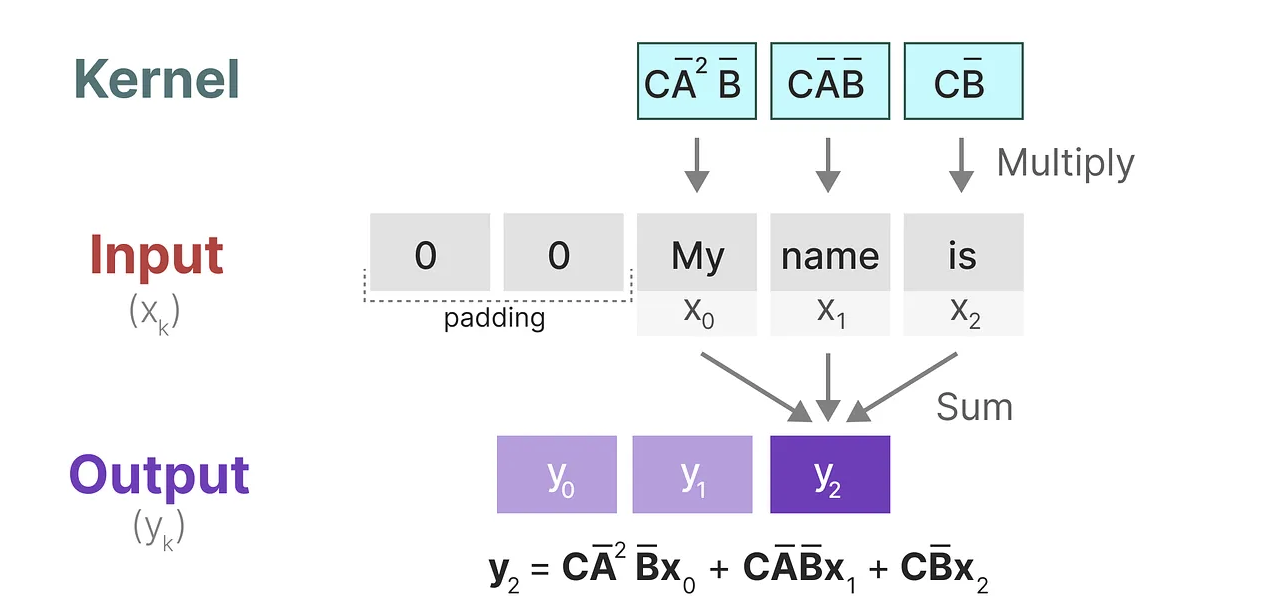 Kernel
CA̅² B̅ CA̅B̅ CB̅
Multiply
Input
(xₖ)
0 0 My name is
padding
x₀ x₁ x₂
Sum
Output
(yₖ)
y₀ y₁ y₂
y₂ = CA̅² B̅x₀ + CA̅B̅x₁ + CB̅x₂